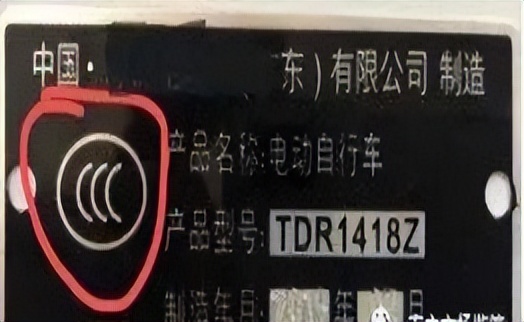 中国·
东）有限公司 制造
CCC
产品名称:电动自行车
产品型号: TDR1418Z
制造年月: 年 月